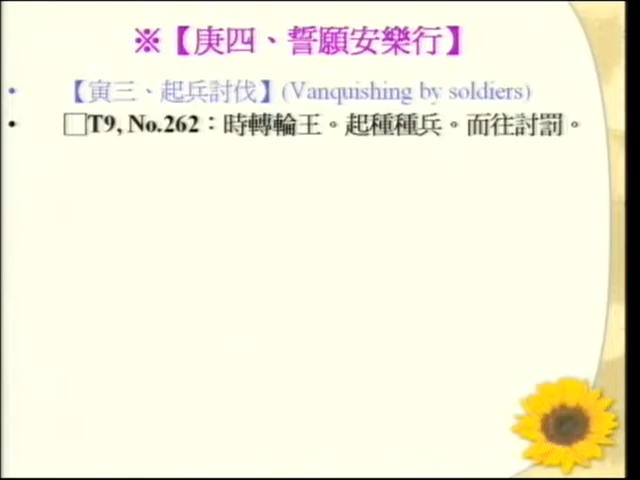 ※【庚四、誓願安樂行】
• 【寅三、起兵討伐】(Vanquishing by soldiers)
• □T9, No.262：時轉輪王。起種種兵。而往討罰。